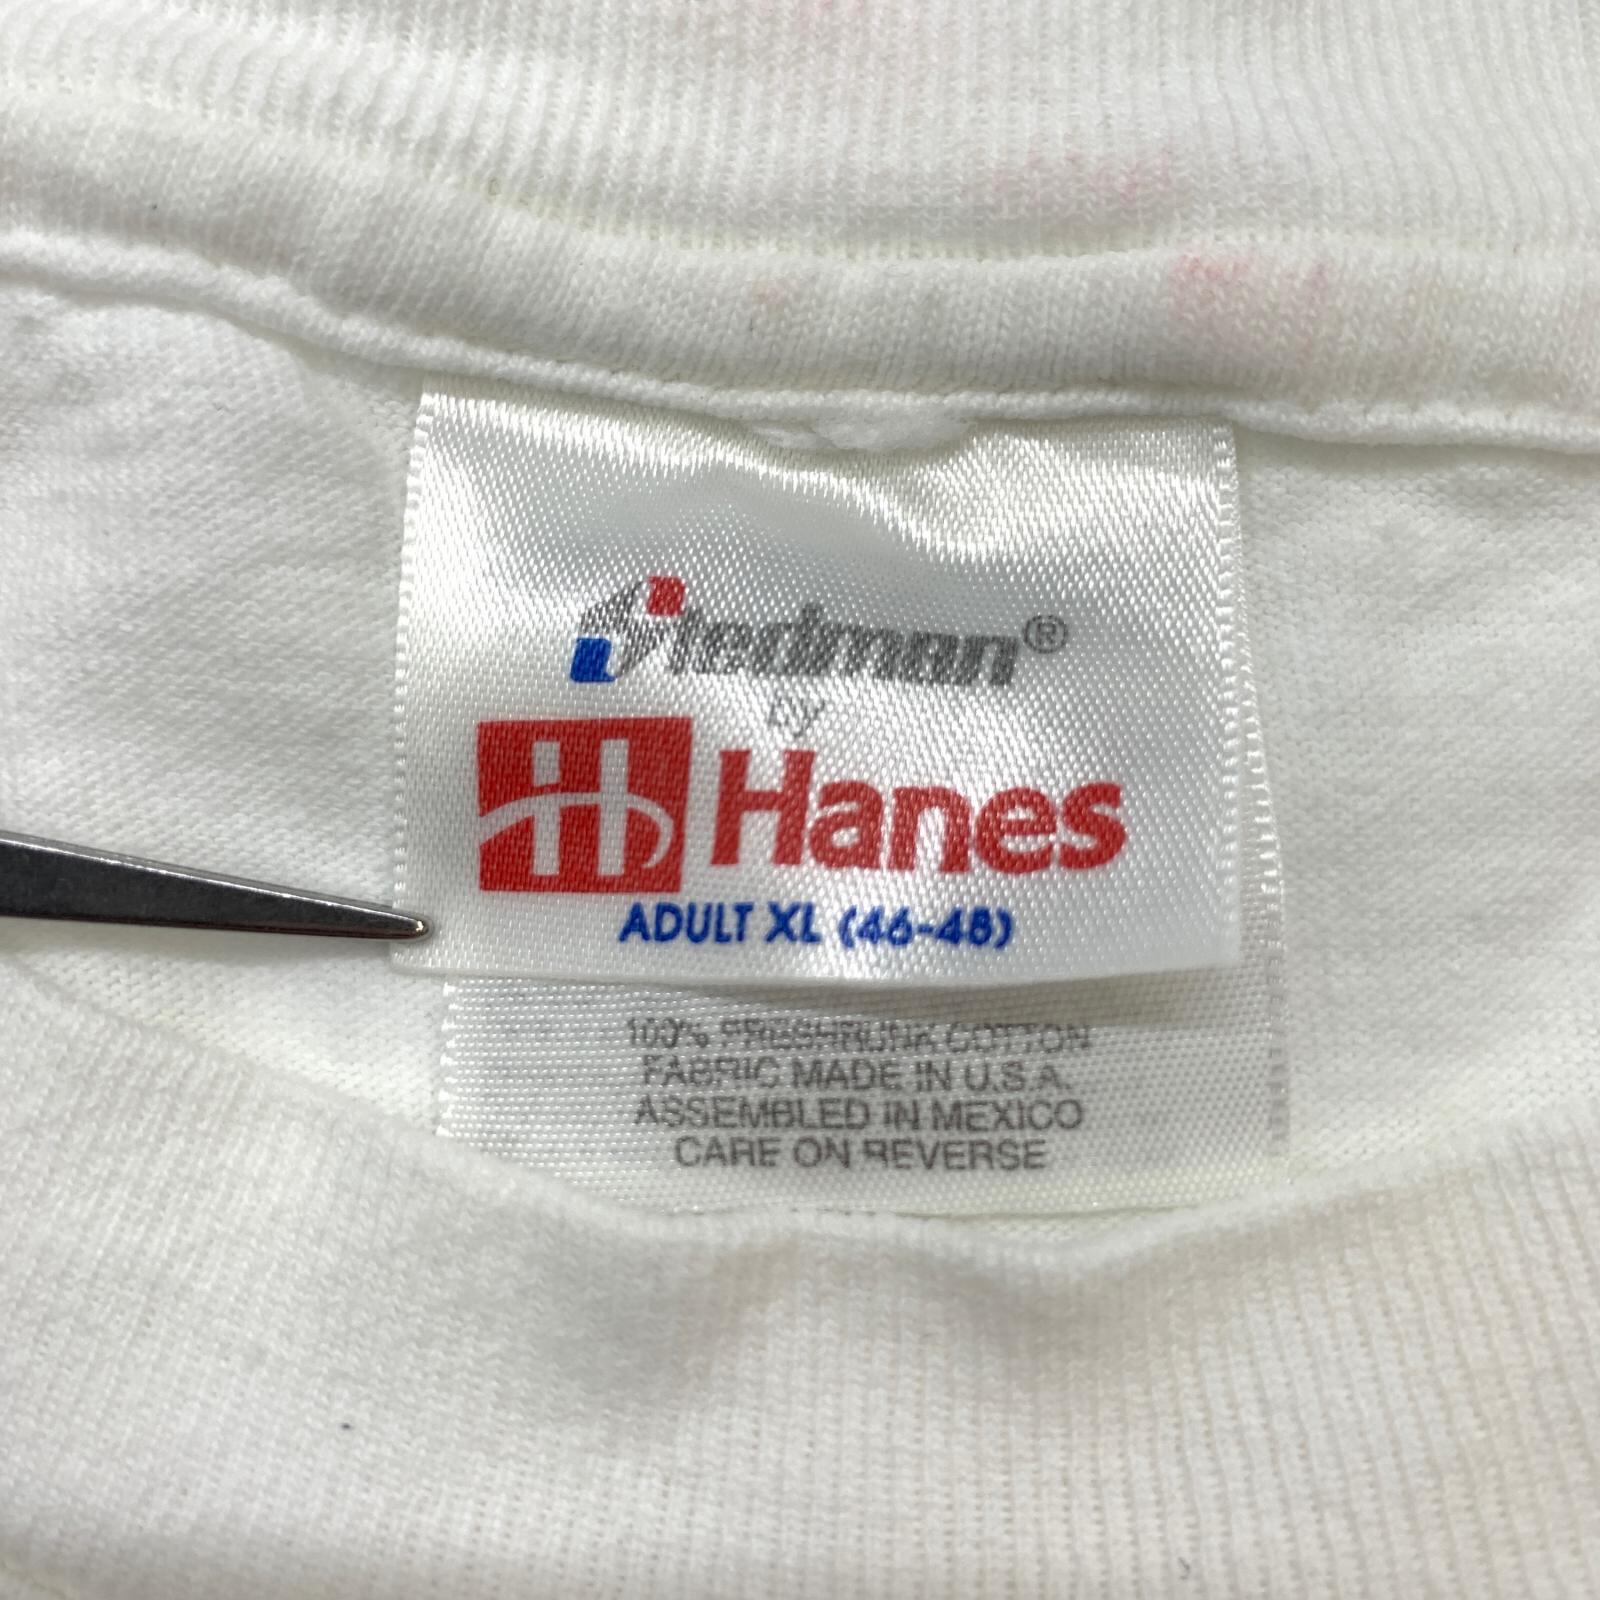 Stedman®
by
H Hanes
ADULT XL (46-48)
100% PRESHRUNK COTTON
FABRIC MADE IN U.S.A.
ASSEMBLED IN MEXICO
CARE ON REVERSE